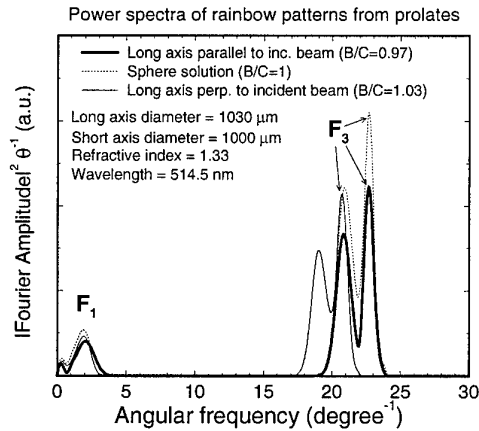 Power spectra of rainbow patterns from prolates
Long axis parallel to inc. beam (B/C=0.97)
Sphere solution (B/C=1)
Long axis perp. to incident beam (B/C=1.03)
Long axis diameter = 1030 μm
Short axis diameter = 1000 μm
Refractive index = 1.33
Wavelength = 514.5 nm
F3
F1
|Fourier Amplitude|² θ⁻¹ (a.u.)
0 5 10 15 20 25 30
Angular frequency (degree⁻¹)